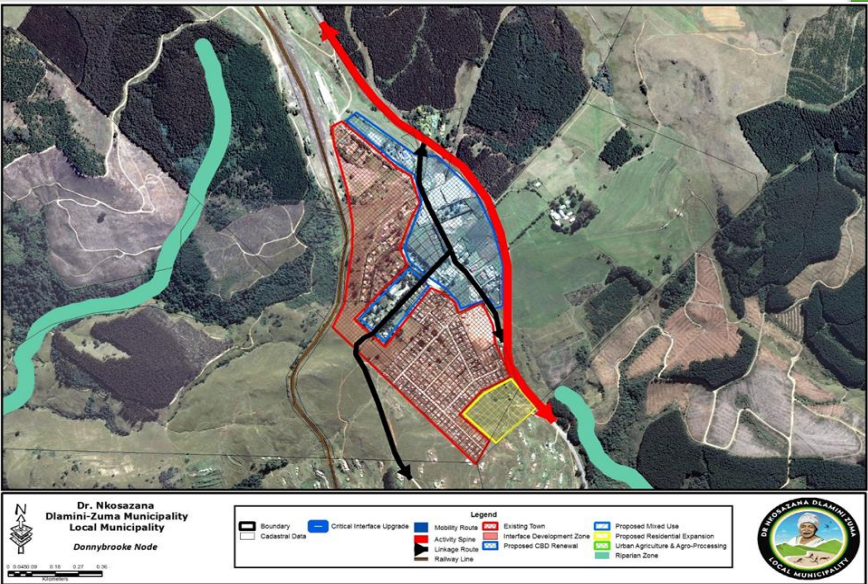 Dr. Nkosazana
Dlamini-Zuma Municipality
Local Municipality
Donnybrooke Node
N
Kilometers
Legend
Boundary
Cadastral Data
Critical Interface Upgrade
Mobility Route
Activity Spine
Linkage Route
Railway Line
Existing Town
Interface Development Zone
Proposed CBD Renewal
Proposed Mixed Use
Proposed Residential Expansion
Urban Agriculture & Agro-Processing
Riparian Zone
DR NKOSAZANA DLAMINI ZUMA
LOCAL MUNICIPALITY